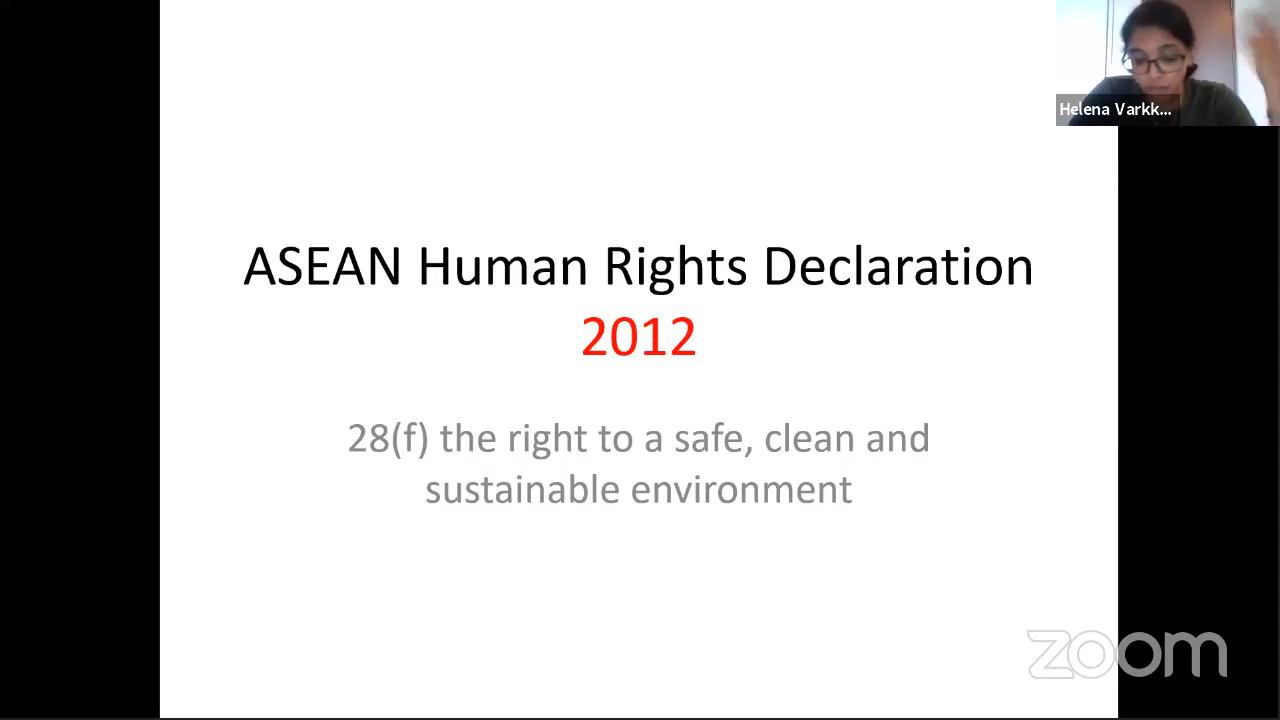 Helena Varkk...
ASEAN Human Rights Declaration
2012
28(f) the right to a safe, clean and
sustainable environment
zoom